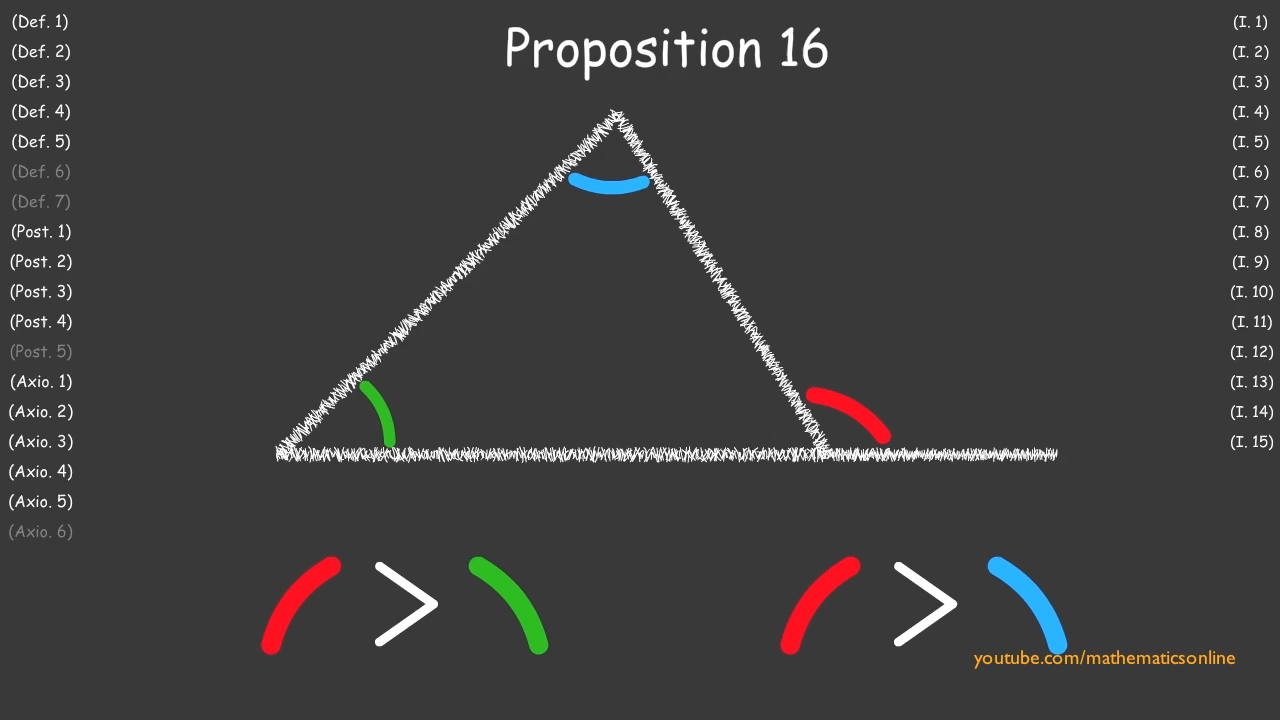 Proposition 16
(Def. 1)
(Def. 2)
(Def. 3)
(Def. 4)
(Def. 5)
(Def. 6)
(Def. 7)
(Post. 1)
(Post. 2)
(Post. 3)
(Post. 4)
(Post. 5)
(Axio. 1)
(Axio. 2)
(Axio. 3)
(Axio. 4)
(Axio. 5)
(Axio. 6)
(I. 1)
(I. 2)
(I. 3)
(I. 4)
(I. 5)
(I. 6)
(I. 7)
(I. 8)
(I. 9)
(I. 10)
(I. 11)
(I. 12)
(I. 13)
(I. 14)
(I. 15)
>
>
youtube.com/mathematicsonline